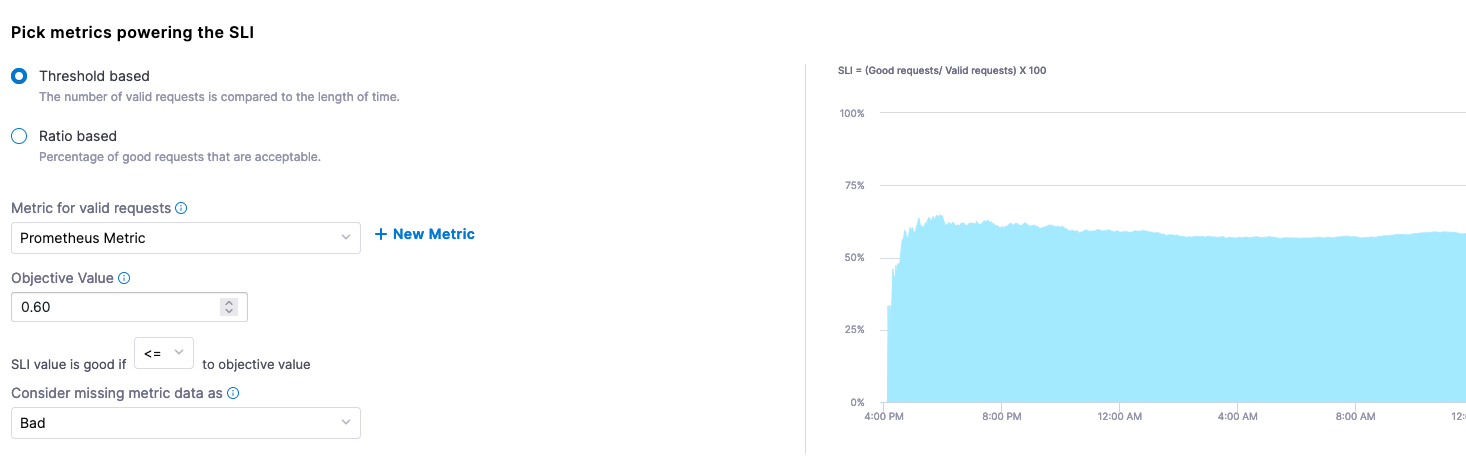 Pick metrics powering the SLI
Threshold based
The number of valid requests is compared to the length of time.
Ratio based
Percentage of good requests that are acceptable.
Metric for valid requests
Prometheus Metric
+ New Metric
Objective Value
0.60
SLI value is good if <= to objective value
Consider missing metric data as
Bad
SLI = (Good requests/ Valid requests) X 100
100%
75%
50%
25%
0%
4:00 PM 8:00 PM 12:00 AM 4:00 AM 8:00 AM 12: